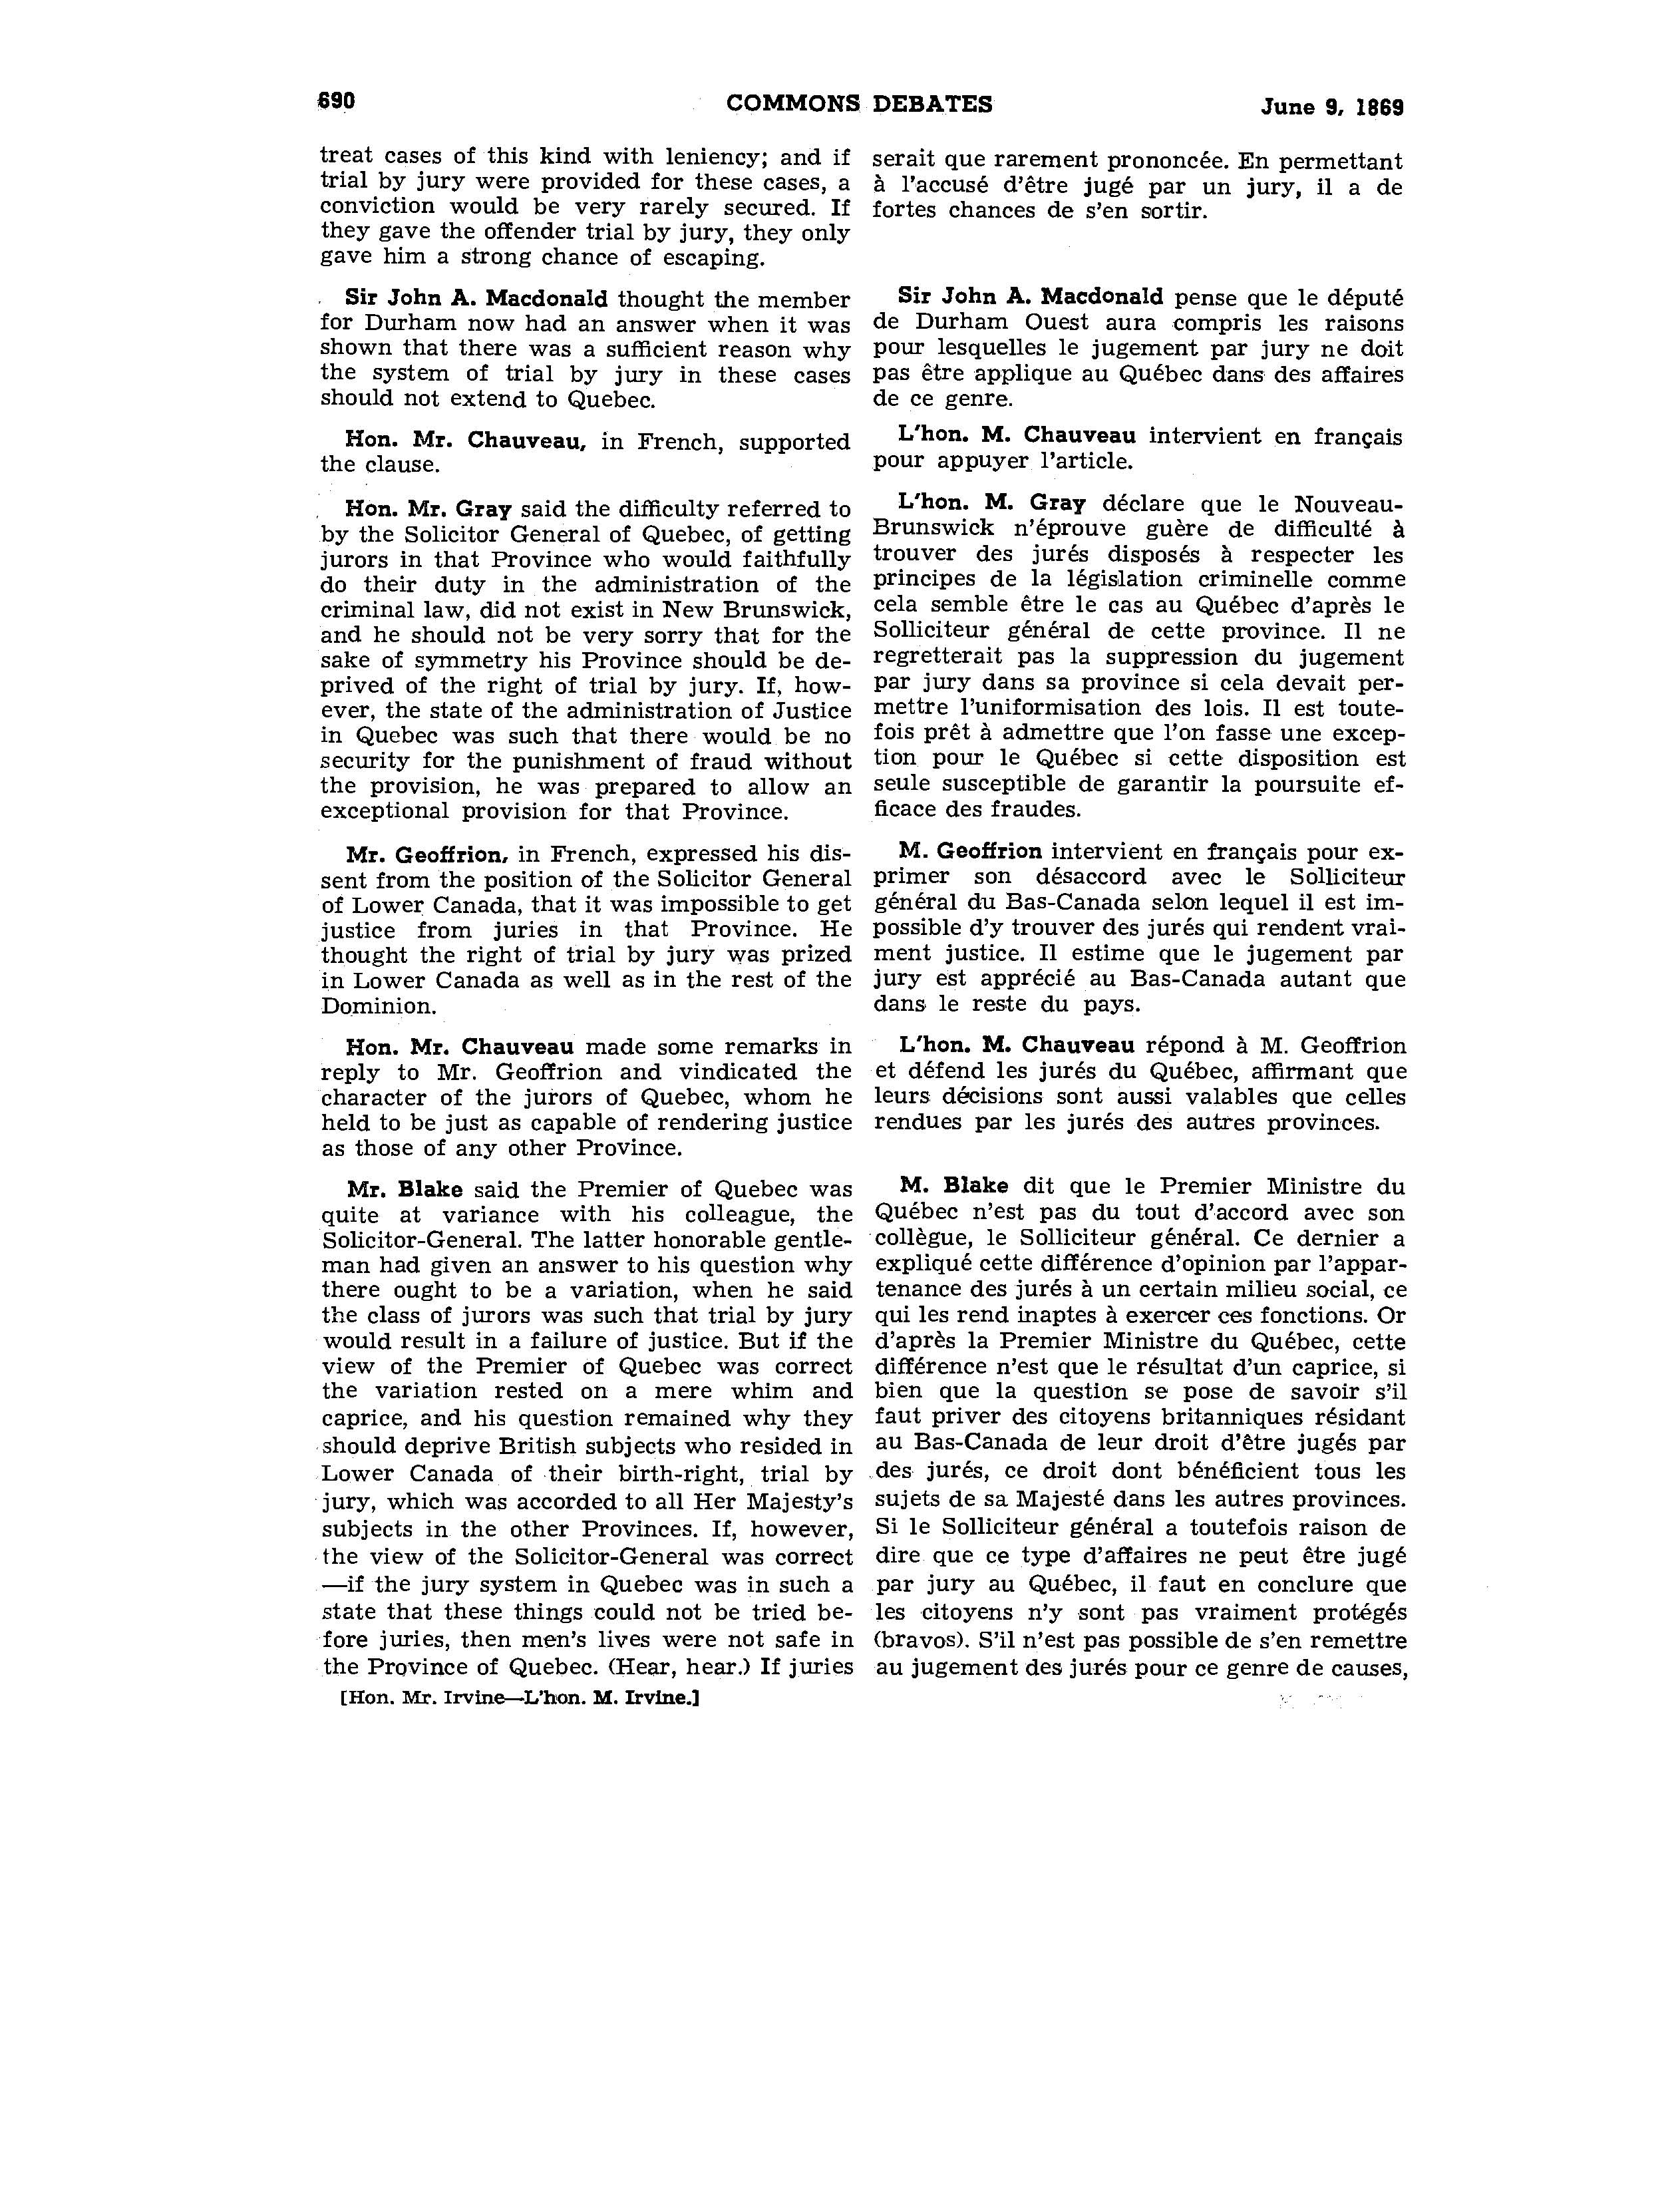 690
COMMONS DEBATES
June 9, 1869
treat cases of this kind with leniency; and if
trial by jury were provided for these cases, a
conviction would be very rarely secured. If
they gave the offender trial by jury, they only
gave him a strong chance of escaping.
Sir John A. Macdonald thought the member
for Durham now had an answer when it was
shown that there was a sufficient reason why
the system of trial by jury in these cases
should not extend to Quebec.
Hon. Mr. Chauveau, in French, supported
the clause.
Hon. Mr. Gray said the difficulty referred to
by the Solicitor General of Quebec, of getting
jurors in that Province who would faithfully
do their duty in the administration of the
criminal law, did not exist in New Brunswick,
and he should not be very sorry that for the
sake of symmetry his Province should be de-
prived of the right of trial by jury. If, how-
ever, the state of the administration of Justice
in Quebec was such that there would be no
security for the punishment of fraud without
the provision, he was prepared to allow an
exceptional provision for that Province.
Mr. Geoffrion, in French, expressed his dis-
sent from the position of the Solicitor General
of Lower Canada, that it was impossible to get
justice from juries in that Province. He
thought the right of trial by jury was prized
in Lower Canada as well as in the rest of the
Dominion.
Hon. Mr. Chauveau made some remarks in
reply to Mr. Geoffrion and vindicated the
character of the jurors of Quebec, whom he
held to be just as capable of rendering justice
as those of any other Province.
Mr. Blake said the Premier of Quebec was
quite at variance with his colleague, the
Solicitor-General. The latter honorable gentle-
man had given an answer to his question why
there ought to be a variation, when he said
the class of jurors was such that trial by jury
would result in a failure of justice. But if the
view of the Premier of Quebec was correct
the variation rested on a mere whim and
caprice, and his question remained why they
should deprive British subjects who resided in
Lower Canada of their birth-right, trial by
jury, which was accorded to all Her Majesty's
subjects in the other Provinces. If, however,
the view of the Solicitor-General was correct
—if the jury system in Quebec was in such a
state that these things could not be tried be-
fore juries, then men's lives were not safe in
the Province of Quebec. (Hear, hear.) If juries
[Hon. Mr. Irvine—L'hon. M. Irvine.]
serait que rarement prononcée. En permettant
à l'accusé d'être jugé par un jury, il a de
fortes chances de s'en sortir.
Sir John A. Macdonald pense que le député
de Durham Ouest aura compris les raisons
pour lesquelles le jugement par jury ne doit
pas être applique au Québec dans des affaires
de ce genre.
L'hon. M. Chauveau intervient en français
pour appuyer l'article.
L'hon. M. Gray déclare que le Nouveau-
Brunswick n'éprouve guère de difficulté à
trouver des jurés disposés à respecter les
principes de la législation criminelle comme
cela semble être le cas au Québec d'après le
Solliciteur général de cette province. Il ne
regretterait pas la suppression du jugement
par jury dans sa province si cela devait per-
mettre l'uniformisation des lois. Il est toute-
fois prêt à admettre que l'on fasse une excep-
tion pour le Québec si cette disposition est
seule susceptible de garantir la poursuite ef-
ficace des fraudes.
M. Geoffrion intervient en français pour ex-
primer son désaccord avec le Solliciteur
général du Bas-Canada selon lequel il est im-
possible d'y trouver des jurés qui rendent vrai-
ment justice. Il estime que le jugement par
jury est apprécié au Bas-Canada autant que
dans le reste du pays.
L'hon. M. Chauveau répond à M. Geoffrion
et défend les jurés du Québec, affirmant que
leurs décisions sont aussi valables que celles
rendues par les jurés des autres provinces.
M. Blake dit que le Premier Ministre du
Québec n'est pas du tout d'accord avec son
collègue, le Solliciteur général. Ce dernier a
expliqué cette différence d'opinion par l'appar-
tenance des jurés à un certain milieu social, ce
qui les rend inaptes à exercer ces fonctions. Or
d'après la Premier Ministre du Québec, cette
différence n'est que le résultat d'un caprice, si
bien que la question se pose de savoir s'il
faut priver des citoyens britanniques résidant
au Bas-Canada de leur droit d'être jugés par
des jurés, ce droit dont bénéficient tous les
sujets de sa Majesté dans les autres provinces.
Si le Solliciteur général a toutefois raison de
dire que ce type d'affaires ne peut être jugé
par jury au Québec, il faut en conclure que
les citoyens n'y sont pas vraiment protégés
(bravos). S'il n'est pas possible de s'en remettre
au jugement des jurés pour ce genre de causes,